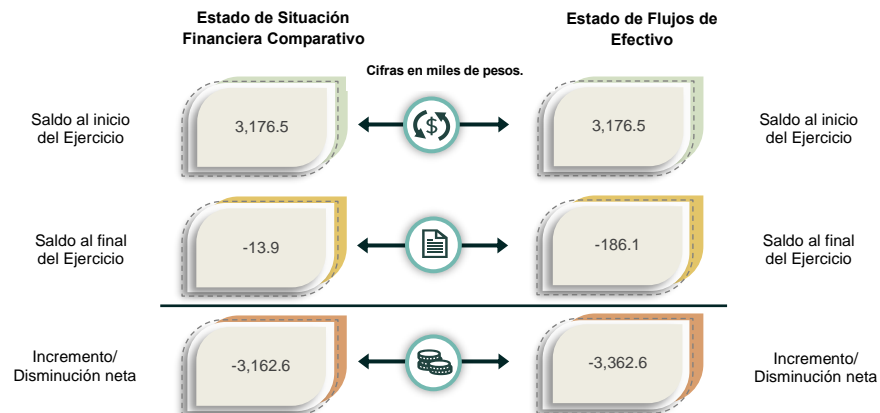 Estado de Situación
Financiera Comparativo
Estado de Flujos de
Efectivo
Cifras en miles de pesos.
Saldo al inicio
del Ejercicio
3,176.5
$
3,176.5
Saldo al inicio
del Ejercicio
Saldo al final
del Ejercicio
-13.9
-186.1
Saldo al final
del Ejercicio
Incremento/
Disminución neta
-3,162.6
-3,362.6
Incremento/
Disminución neta